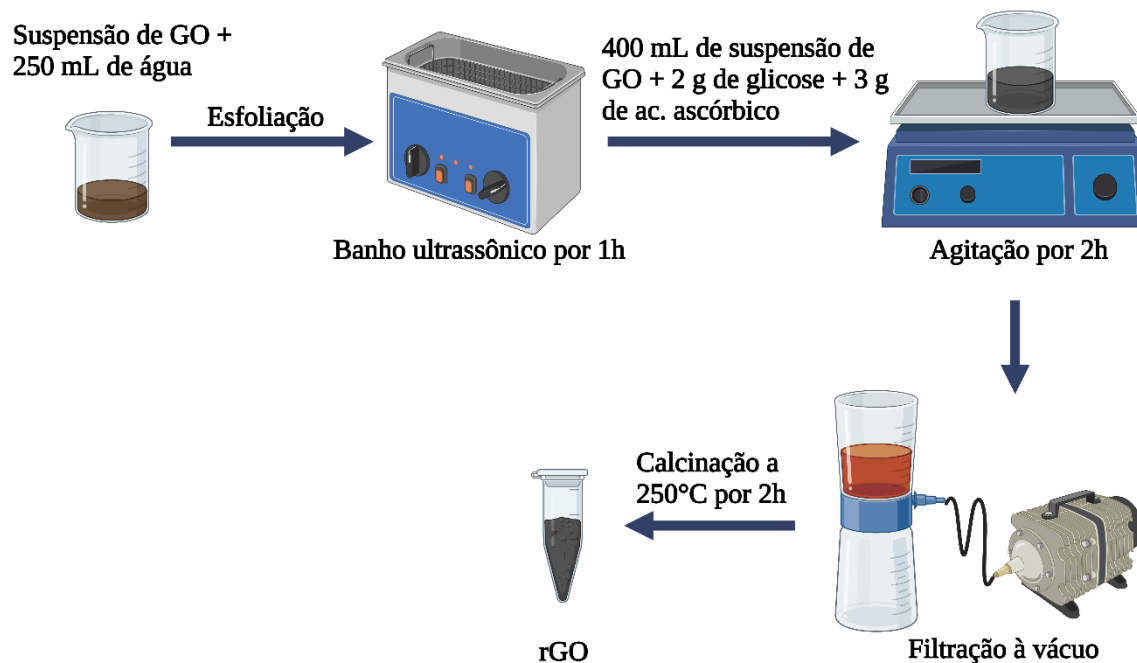 Suspensão de GO +
250 mL de água
Esfoliação
Banho ultrassônico por 1h
400 mL de suspensão de
GO + 2 g de glicose + 3 g
de ac. ascórbico
Agitação por 2h
Filtração à vácuo
Calcinação a
250°C por 2h
rGO